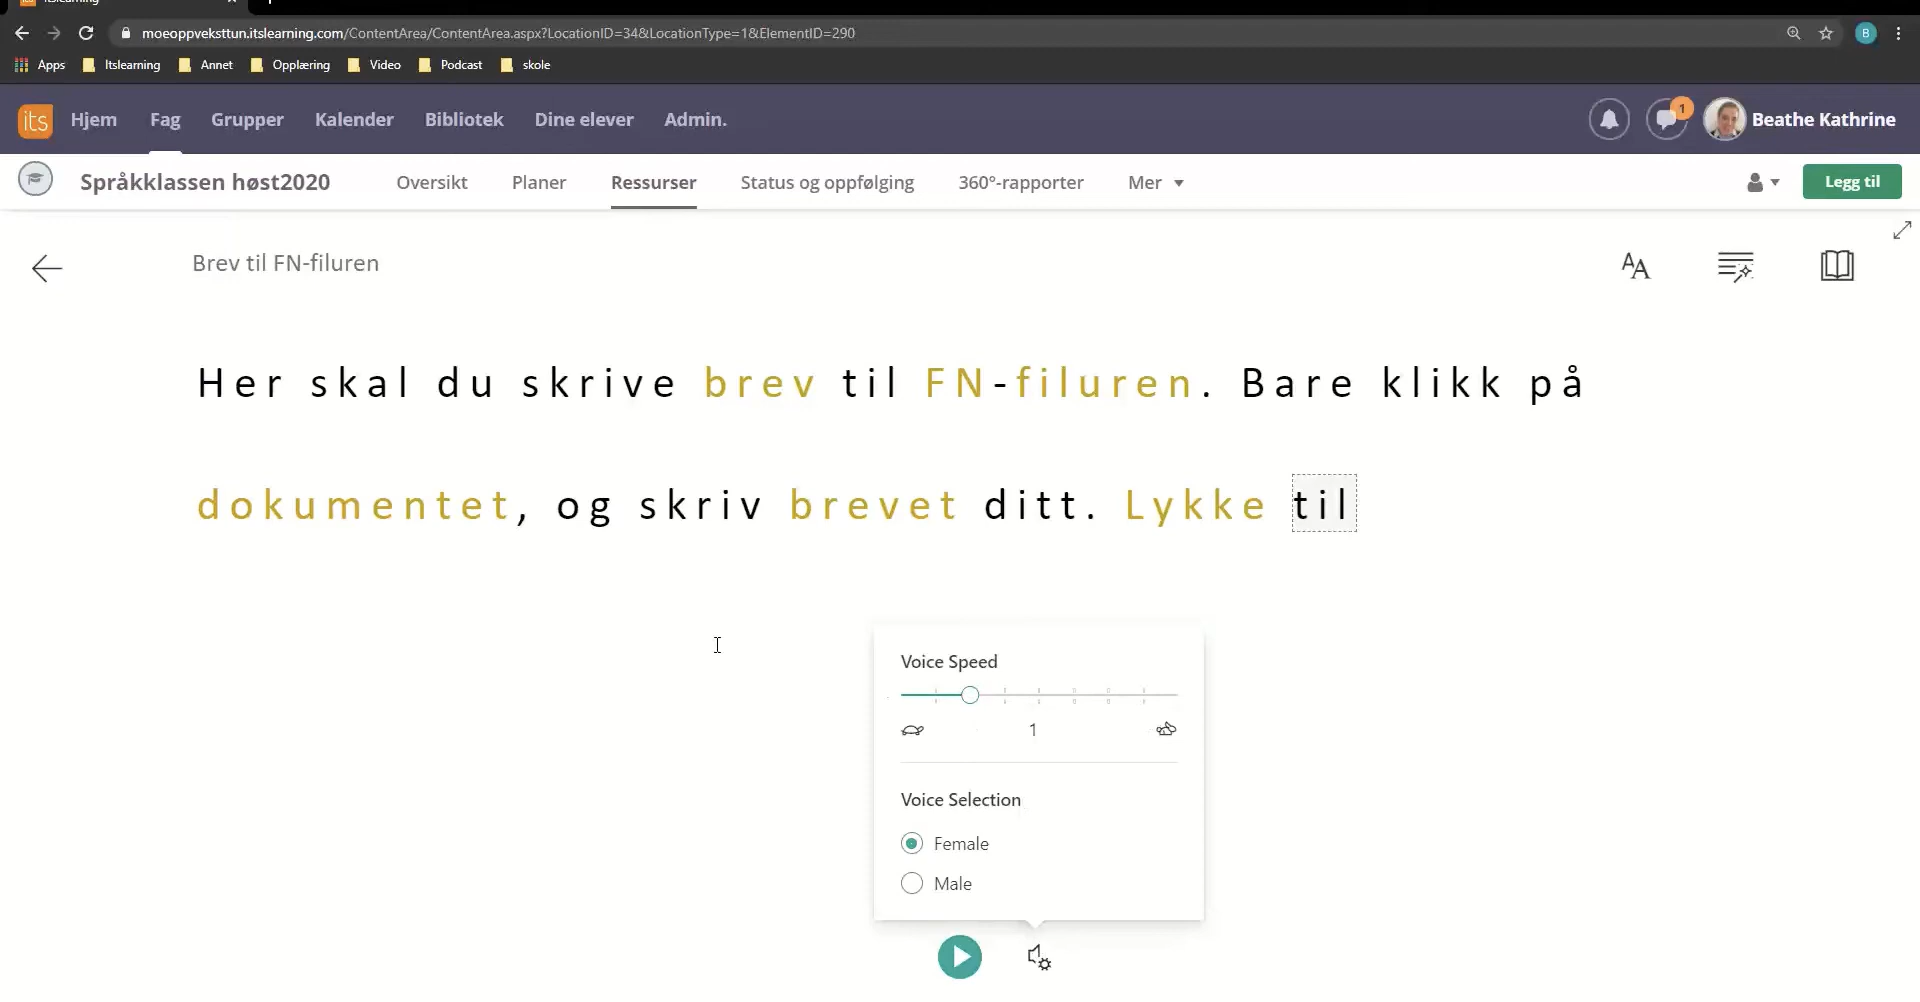 itslearning
moeoppveksttun.itslearning.com/ContentArea/ContentArea.aspx?LocationID=34&LocationType=1&ElementID=290
B
Apps Itslearning Annet Opplæring Video Podcast skole
its Hjem Fag Grupper Kalender Bibliotek Dine elever Admin. 1 Beathe Kathrine
Språkklassen høst2020 Oversikt Planer Ressurser Status og oppfølging 360°-rapporter Mer Legg til
Brev til FN-filuren
AA
Her skal du skrive brev til FN-filuren. Bare klikk på
dokumentet, og skriv brevet ditt. Lykke til
Voice Speed
1
Voice Selection
Female
Male